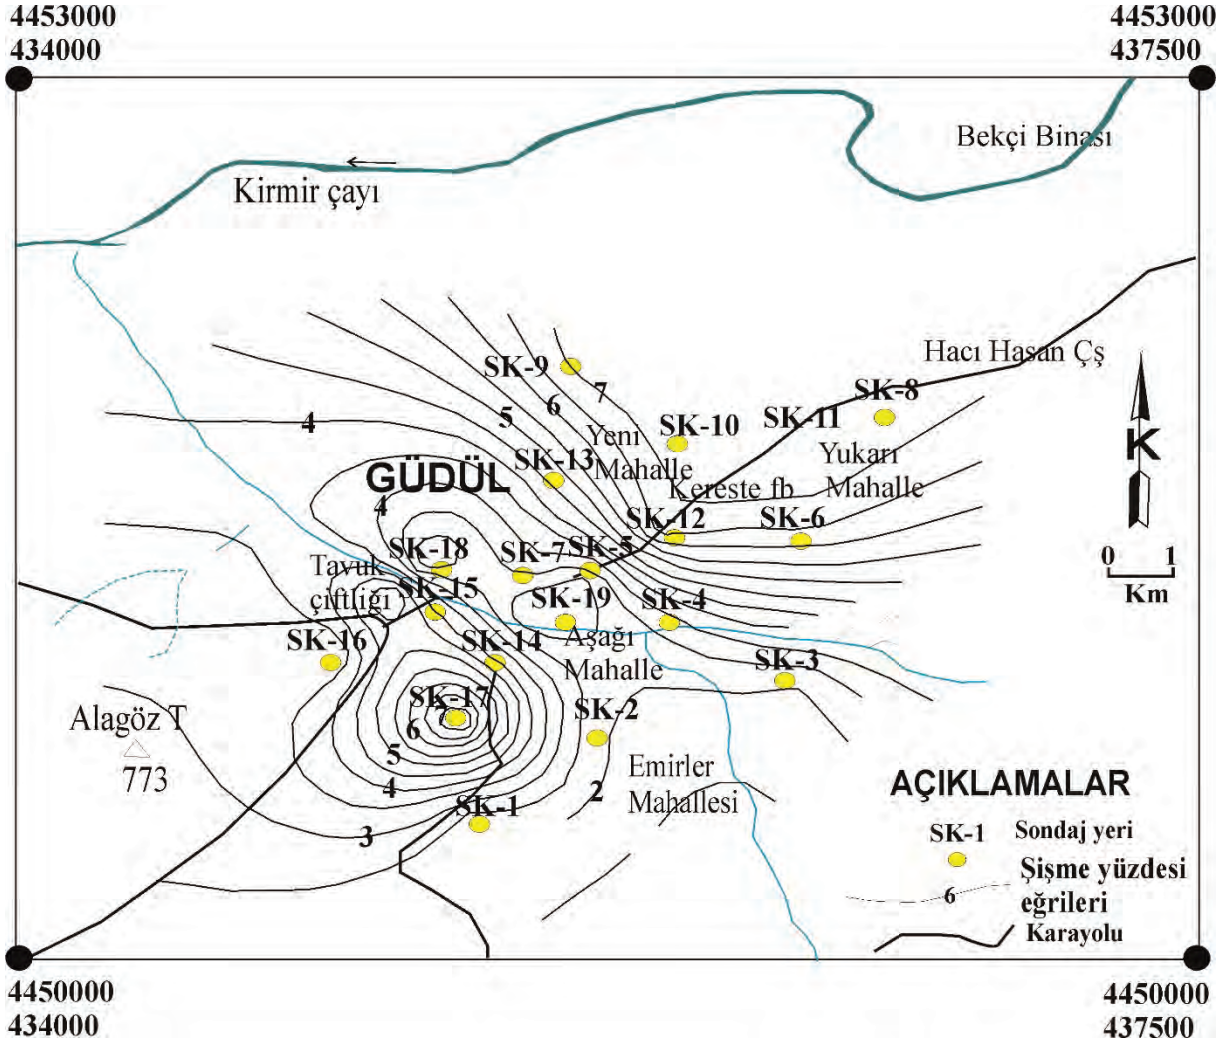 4453000
434000
4453000
437500
Bekçi Binası
Kirmir çayı
Hacı Hasan Çş
SK-9
7
6
5
4
SK-8
SK-11
SK-10
Yeni
Mahalle
Yukarı
Mahalle
K
SK-13
GÜDÜL
Kereste fb
4
SK-12
SK-6
SK-18
SK-7
SK-5
Tavuk
çiftliği
SK-15
SK-19
SK-4
0 1
Km
SK-16
SK-14
Aşağı
Mahalle
SK-3
SK-17
Alagöz T
773
6
5
4
3
SK-2
2
Emirler
Mahallesi
SK-1
AÇIKLAMALAR
SK-1 Sondaj yeri
Şişme yüzdesi
eğrileri
6
Karayolu
4450000
434000
4450000
437500